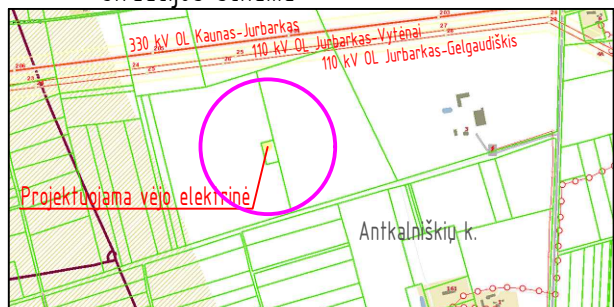 330 kV OL Kaunas-Jurbarkas
110 kV OL Jurbarkas-Vytėnai
110 kV OL Jurbarkas-Gelgaudiškis
Projektuojama vėjo elektrinė
Antkalniškių k.